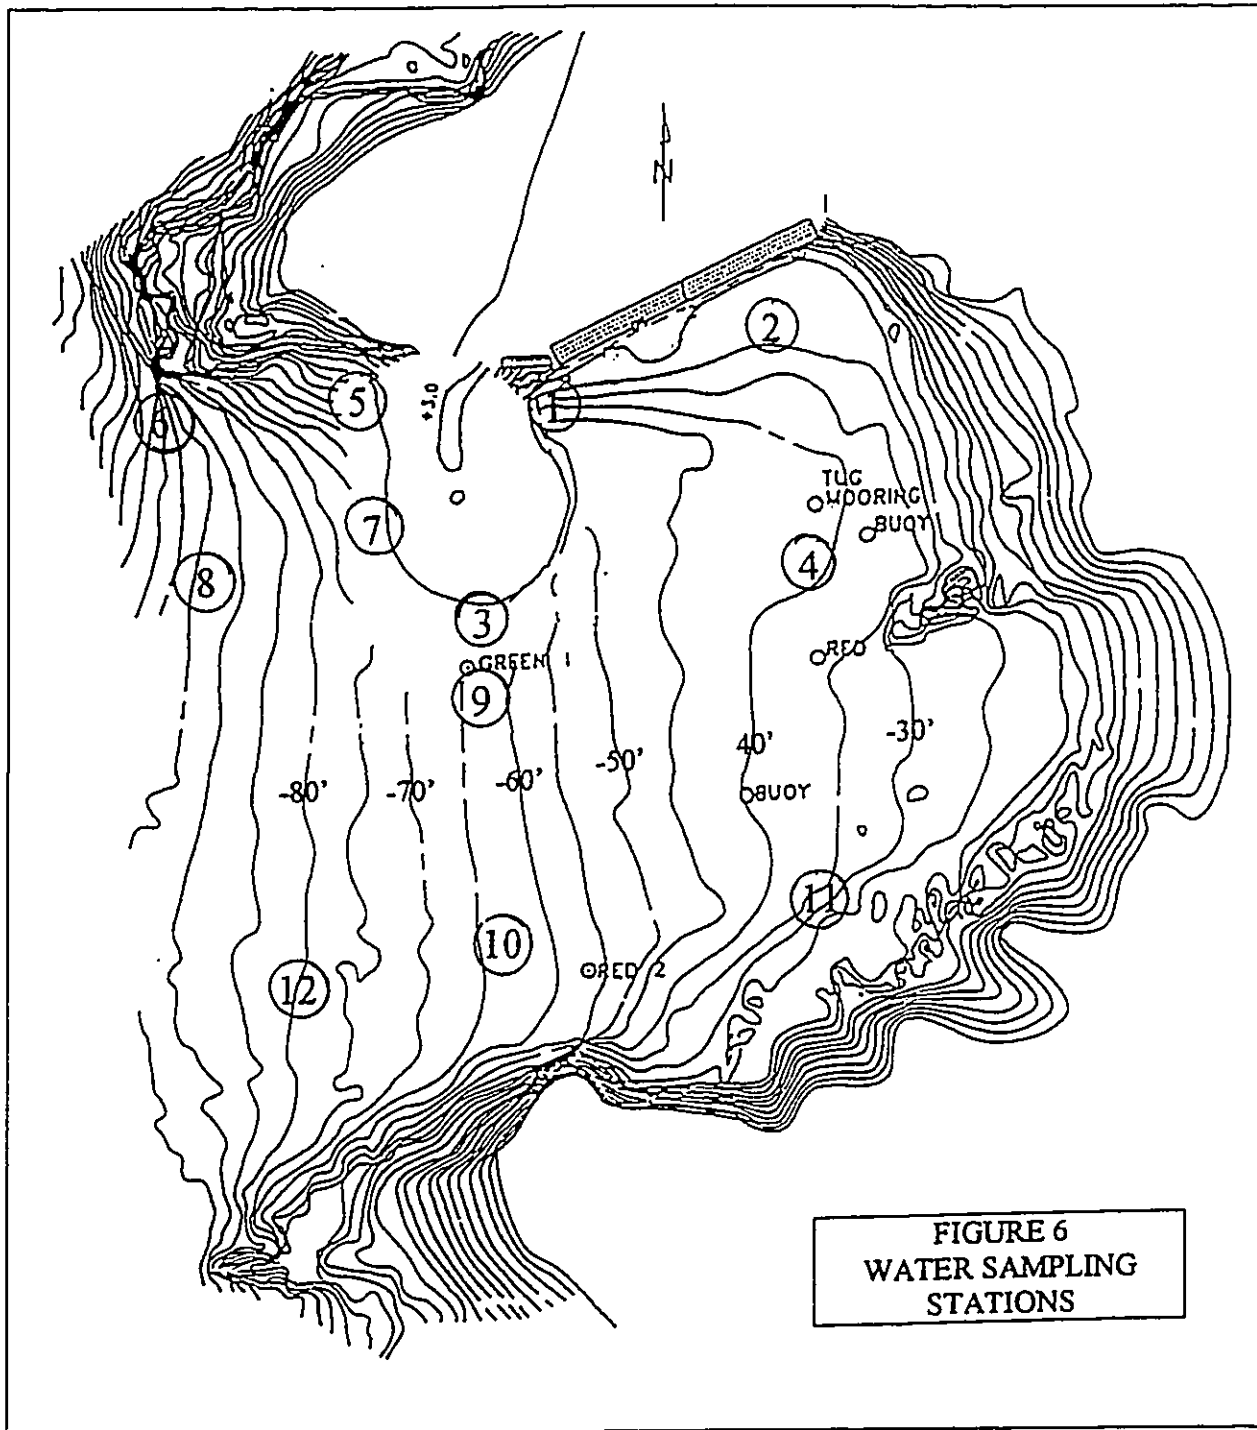 N
2
+3.0
5
1
6
TUG
MOORING
BUOY
7
4
8
3
RED
GREEN 1
9
-30'
40'
-50'
-60'
-70'
-80'
BUOY
11
10
RED 2
12
FIGURE 6
WATER SAMPLING
STATIONS